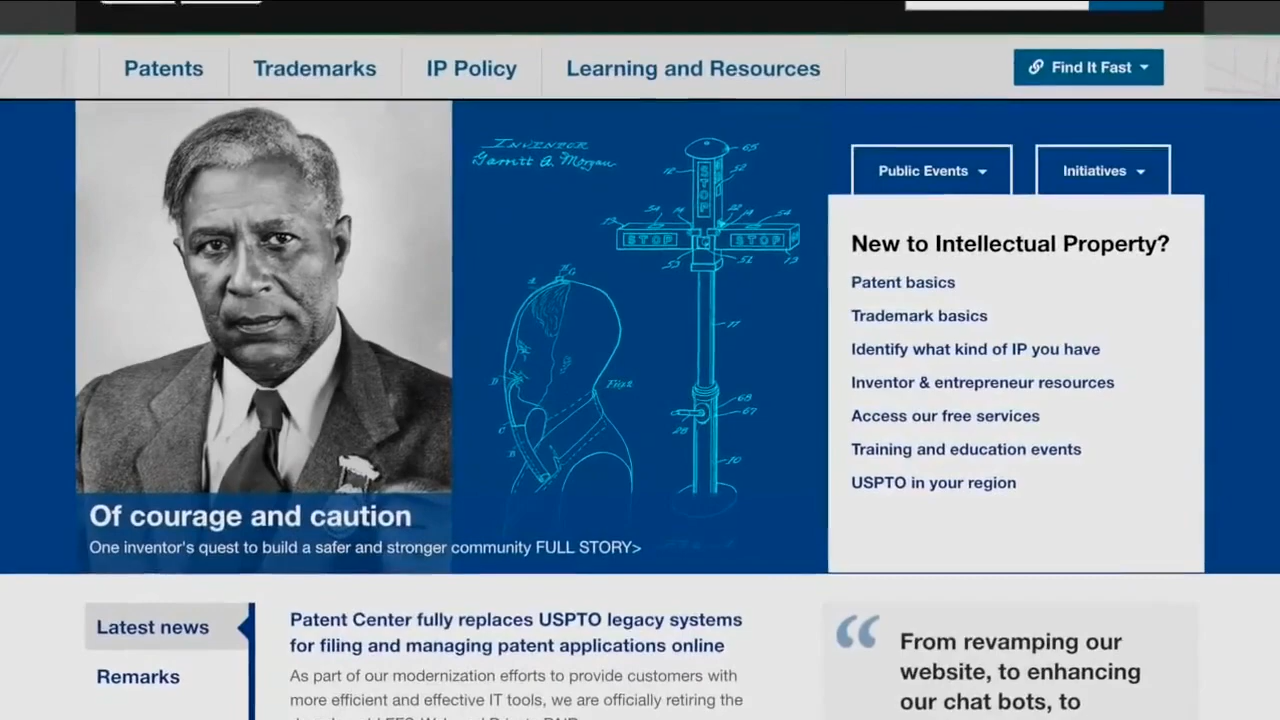 Patents
Trademarks
IP Policy
Learning and Resources
Find It Fast
INVENTOR
Garrett A. Morgan
STOP
STOP
STOP
Public Events
Initiatives
New to Intellectual Property?
Patent basics
Trademark basics
Identify what kind of IP you have
Inventor & entrepreneur resources
Access our free services
Training and education events
USPTO in your region
Of courage and caution
One inventor's quest to build a safer and stronger community FULL STORY>
Latest news
Remarks
Patent Center fully replaces USPTO legacy systems
for filing and managing patent applications online
As part of our modernization efforts to provide customers with
more efficient and effective IT tools, we are officially retiring the
“
From revamping our
website, to enhancing
our chat bots, to